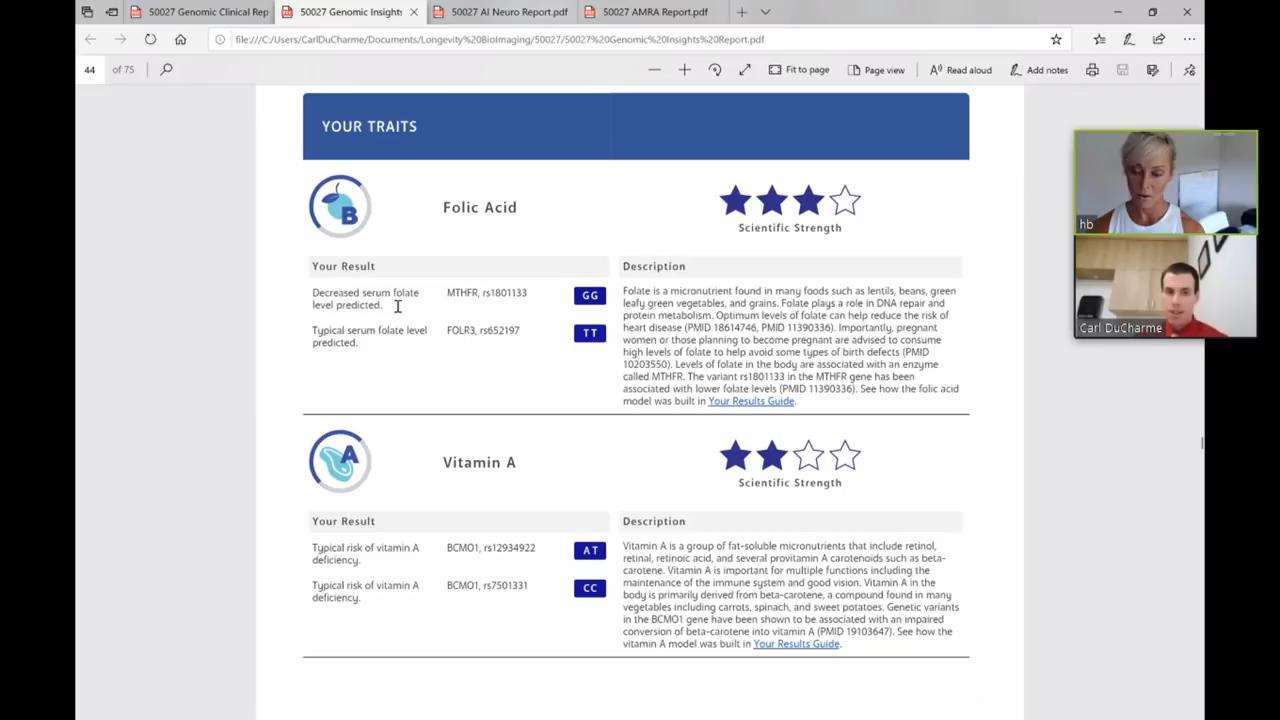 50027 Genomic Clinical Rep
50027 Genomic Insights
50027 AI Neuro Report.pdf
50027 AMRA Report.pdf
file:///C:/Users/CarlDuCharme/Documents/Longevity%20BioImaging/50027/50027%20Genomic%20Insights%20Report.pdf
44 of 75
Fit to page
Page view
Read aloud
Add notes
YOUR TRAITS
B
Folic Acid
Scientific Strength
Your Result
Description
Decreased serum folate
level predicted.
MTHFR, rs1801133
GG
Typical serum folate level
predicted.
FOLR3, rs652197
TT
Folate is a micronutrient found in many foods such as lentils, beans, green
leafy green vegetables, and grains. Folate plays a role in DNA repair and
protein metabolism. Optimum levels of folate can help reduce the risk of
heart disease (PMID 18614746, PMID 11390336). Importantly, pregnant
women or those planning to become pregnant are advised to consume
high levels of folate to help avoid some types of birth defects (PMID
10203550). Levels of folate in the body are associated with an enzyme
called MTHFR. The variant rs1801133 in the MTHFR gene has been
associated with lower folate levels (PMID 11390336). See how the folic acid
model was built in Your Results Guide.
A
Vitamin A
Scientific Strength
Your Result
Description
Typical risk of vitamin A
deficiency.
BCMO1, rs12934922
AT
Typical risk of vitamin A
deficiency.
BCMO1, rs7501331
CC
Vitamin A is a group of fat-soluble micronutrients that include retinol,
retinal, retinoic acid, and several provitamin A carotenoids such as beta-
carotene. Vitamin A is important for multiple functions including the
maintenance of the immune system and good vision. Vitamin A in the
body is primarily derived from beta-carotene, a compound found in many
vegetables including carrots, spinach, and sweet potatoes. Genetic variants
in the BCMO1 gene have been shown to be associated with an impaired
conversion of beta-carotene into vitamin A (PMID 19103647). See how the
vitamin A model was built in Your Results Guide.
hb
Carl DuCharme